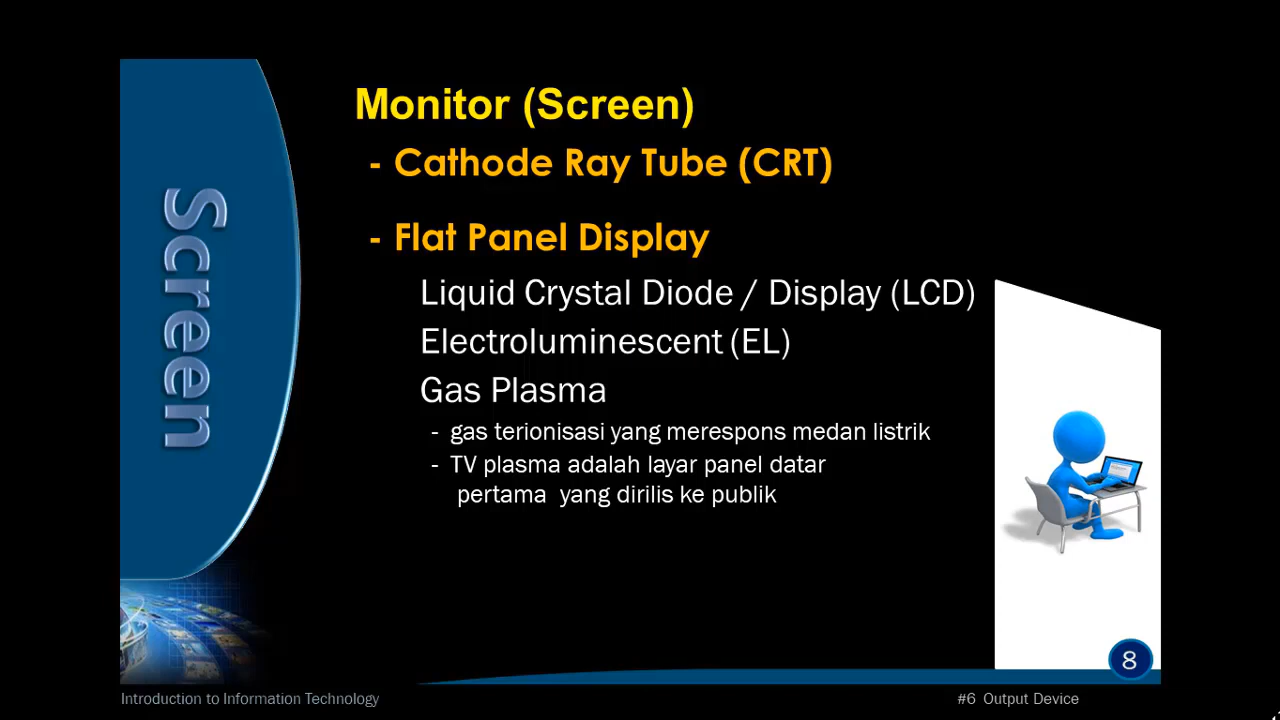 Screen
Monitor (Screen)
- Cathode Ray Tube (CRT)
- Flat Panel Display
Liquid Crystal Diode / Display (LCD)
Electroluminescent (EL)
Gas Plasma
- gas terionisasi yang merespons medan listrik
- TV plasma adalah layar panel datar
pertama yang dirilis ke publik
8
Introduction to Information Technology
#6 Output Device